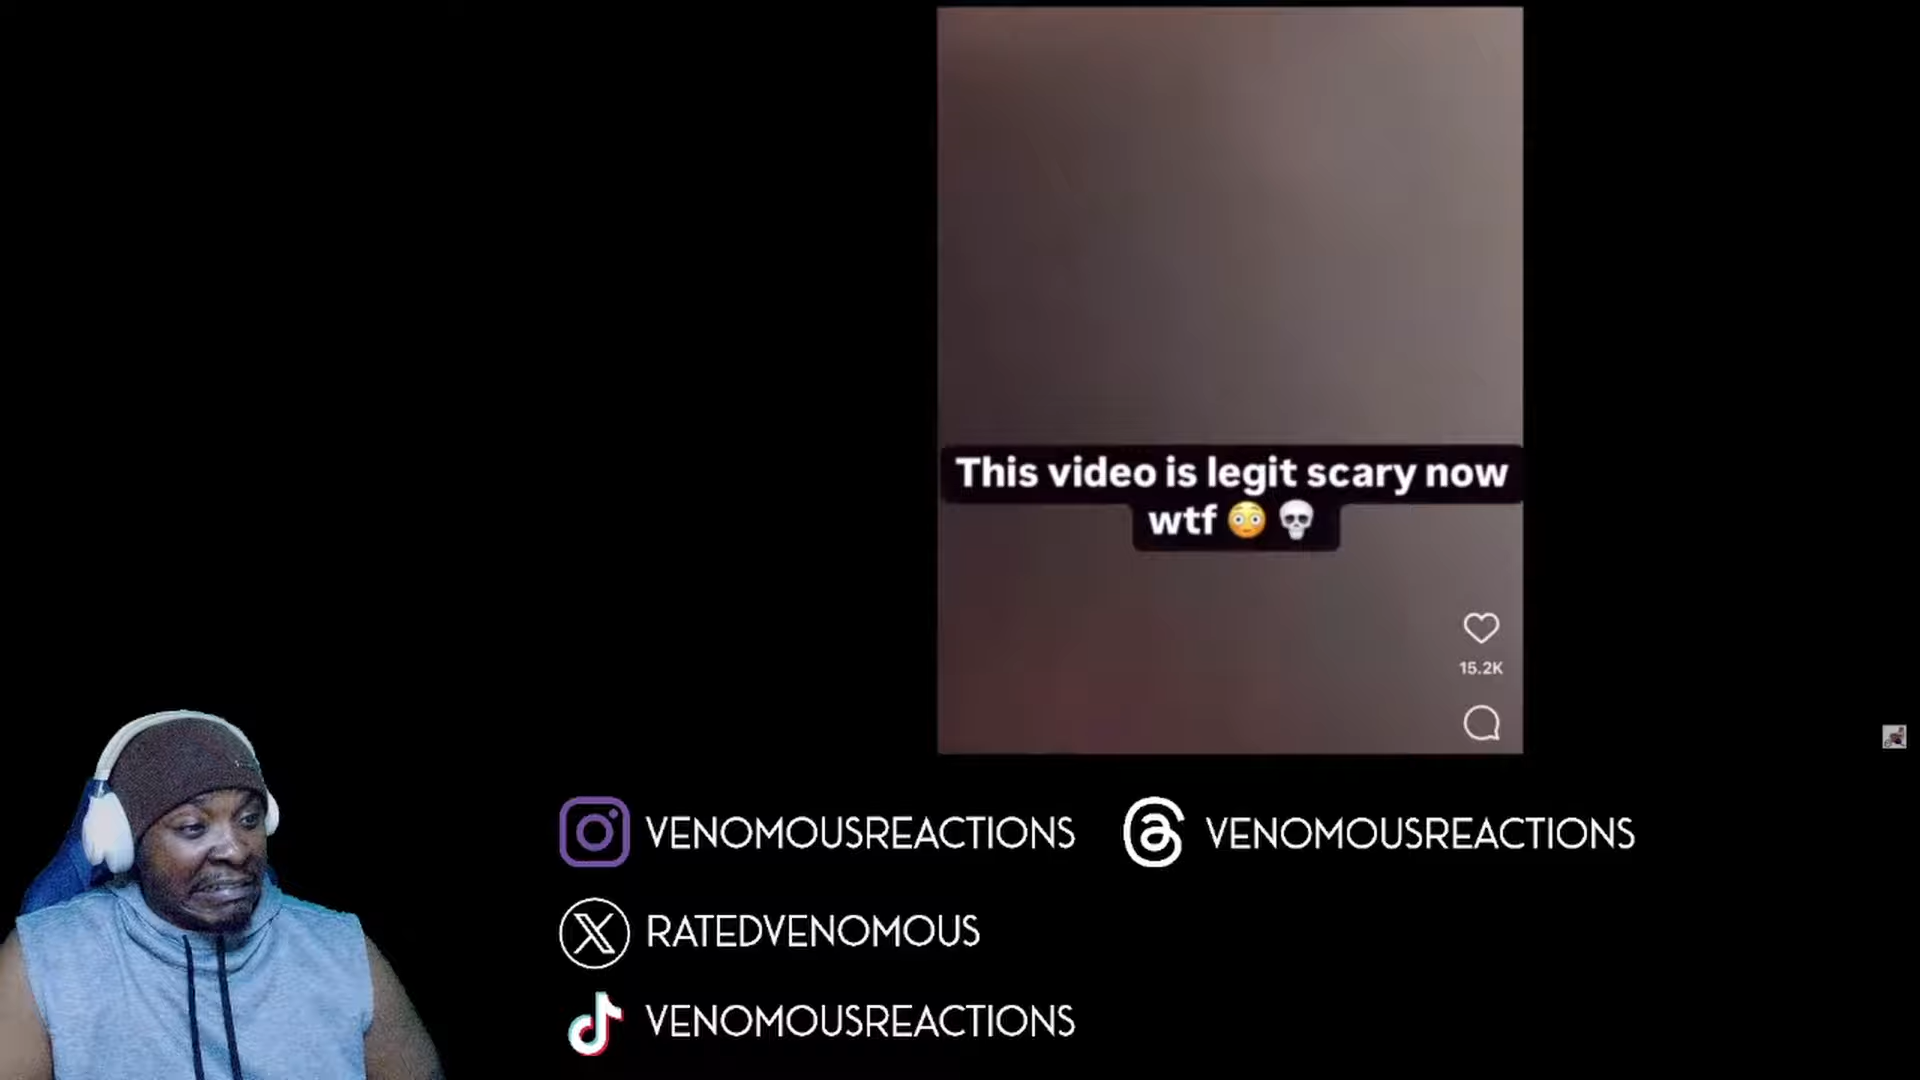 This video is legit scary now
wtf 😳 💀
15.2K
VENOMOUSREACTIONS
VENOMOUSREACTIONS
RATEDVENOMOUS
VENOMOUSREACTIONS